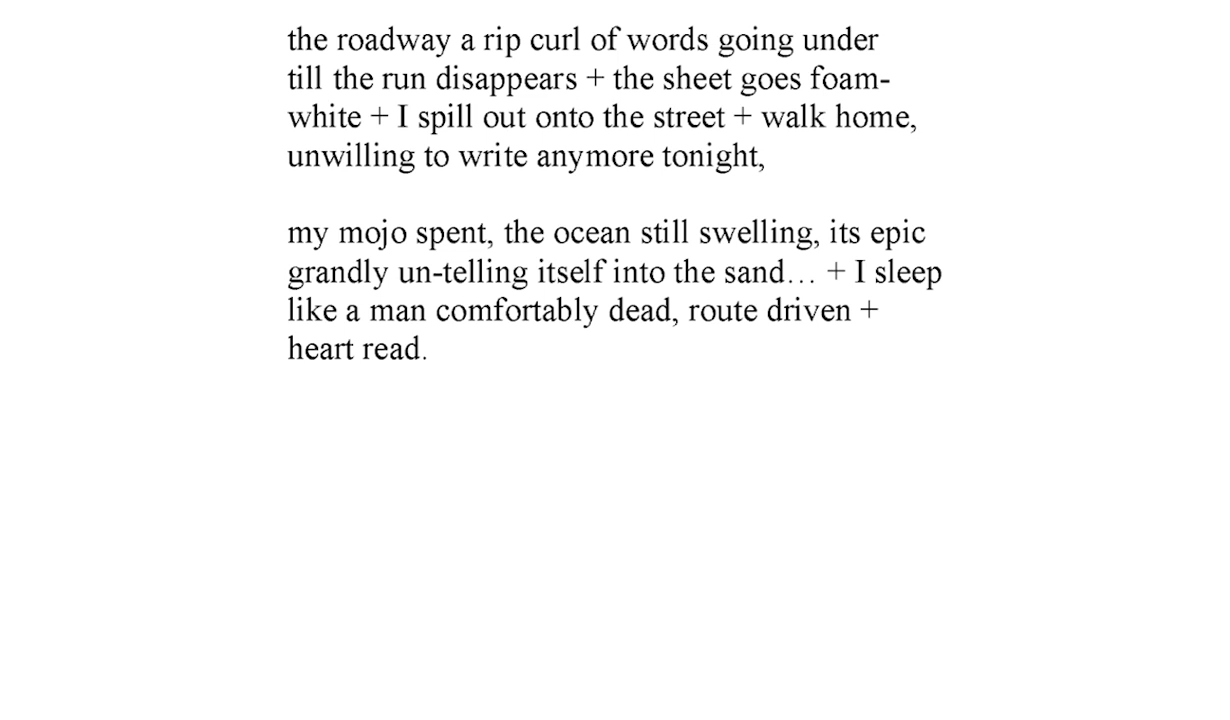 the roadway a rip curl of words going under
till the run disappears + the sheet goes foam-
white + I spill out onto the street + walk home,
unwilling to write anymore tonight,
my mojo spent, the ocean still swelling, its epic
grandly un-telling itself into the sand… + I sleep
like a man comfortably dead, route driven +
heart read.